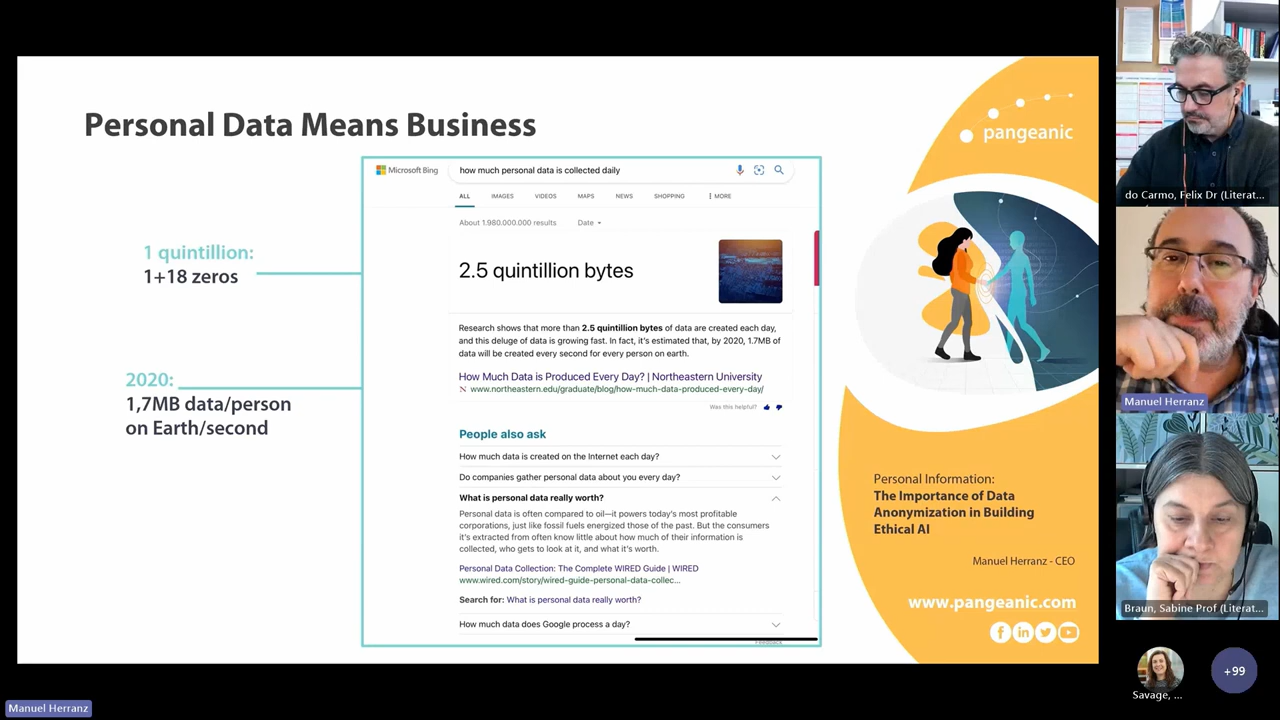 Personal Data Means Business
1 quintillion:
1+18 zeros
2020:
1,7MB data/person
on Earth/second
Microsoft Bing
how much personal data is collected daily
ALL IMAGES VIDEOS MAPS NEWS SHOPPING MORE
About 1.980.000.000 results Date
2.5 quintillion bytes
Research shows that more than 2.5 quintillion bytes of data are created each day,
and this deluge of data is growing fast. In fact, it's estimated that, by 2020, 1.7MB of
data will be created every second for every person on earth.
How Much Data is Produced Every Day? | Northeastern University
www.northeastern.edu/graduate/blog/how-much-data-produced-every-day/
Was this helpful?
People also ask
How much data is created on the Internet each day?
Do companies gather personal data about you every day?
What is personal data really worth?
Personal data is often compared to oil—it powers today's most profitable
corporations, just like fossil fuels energized those of the past. But the consumers
it's extracted from often know little about how much of their information is
collected, who gets to look at it, and what it's worth.
Personal Data Collection: The Complete WIRED Guide | WIRED
www.wired.com/story/wired-guide-personal-data-collec...
Search for: What is personal data really worth?
How much data does Google process a day?
pangeanic
Personal Information:
The Importance of Data
Anonymization in Building
Ethical AI
Manuel Herranz - CEO
www.pangeanic.com
do Carmo, Felix Dr (Literat...
Manuel Herranz
Braun, Sabine Prof (Literat...
Savage, ...
+99
Manuel Herranz